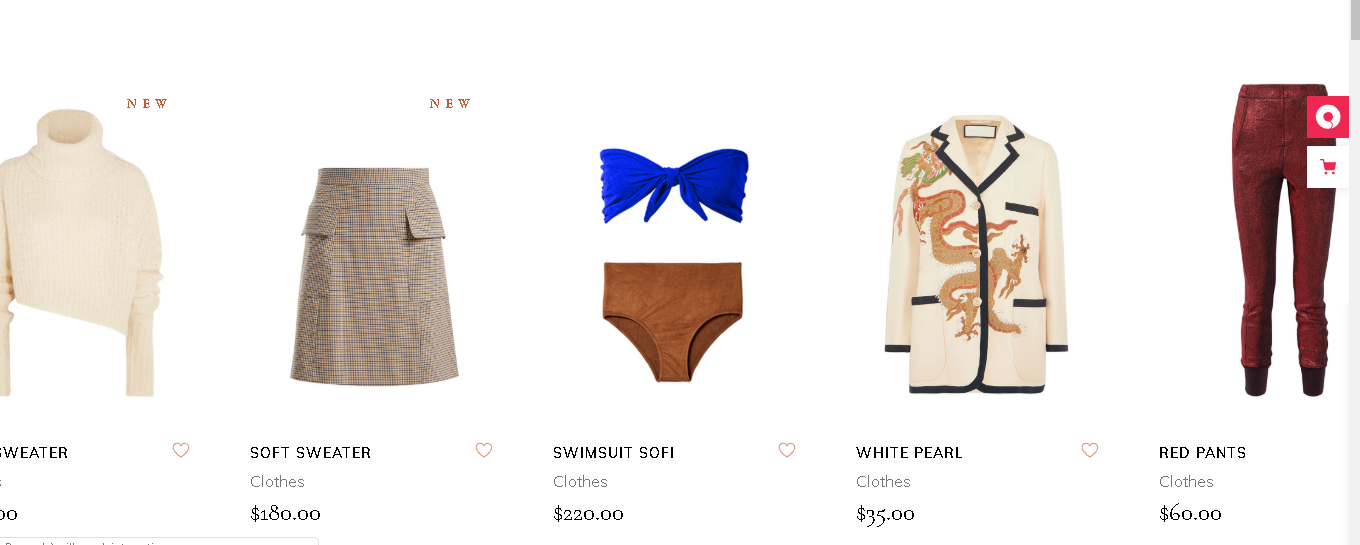 NEW
NEW
SWEATER
SOFT SWEATER
Clothes
$180.00
SWIMSUIT SOFI
Clothes
$220.00
WHITE PEARL
Clothes
$35.00
RED PANTS
Clothes
$60.00